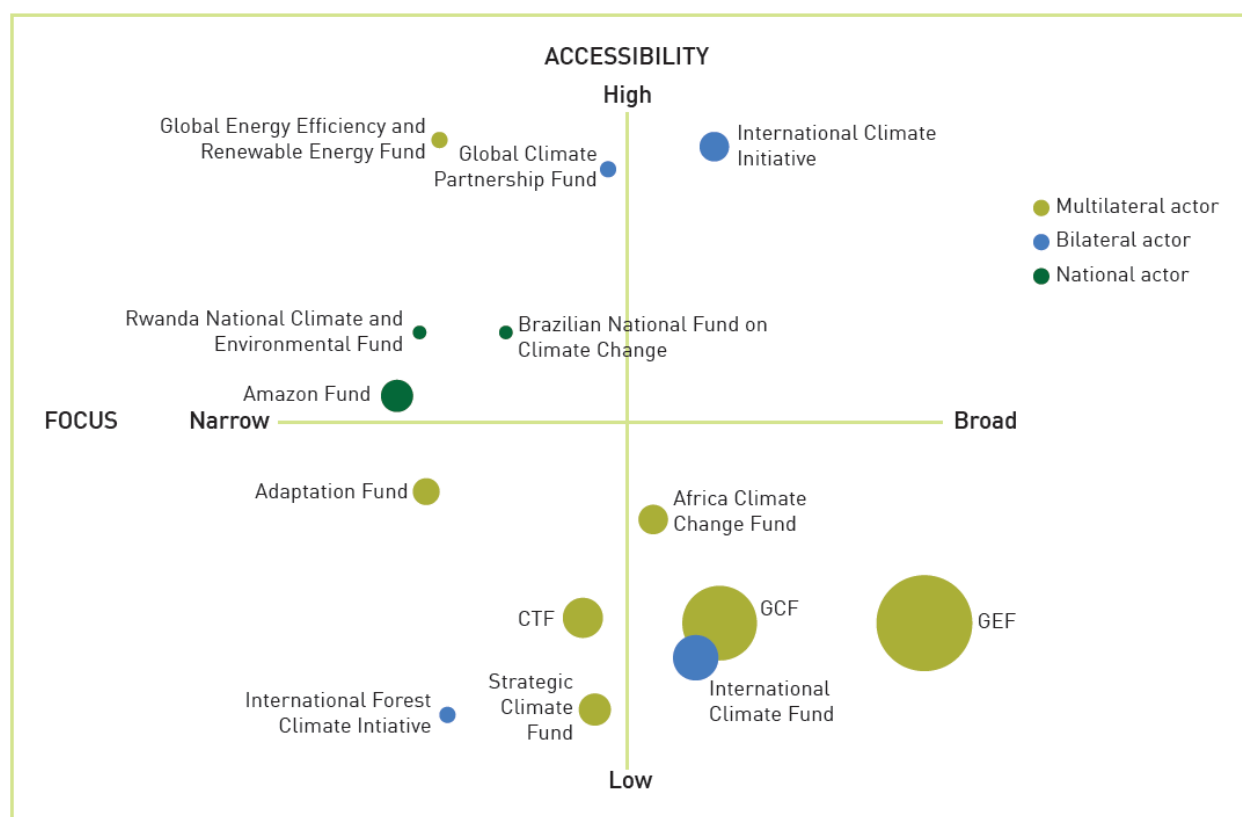 ACCESSIBILITY
High
Global Energy Efficiency and
Renewable Energy Fund
Global Climate
Partnership Fund
International Climate
Initiative
Multilateral actor
Bilateral actor
National actor
Rwanda National Climate and
Environmental Fund
Brazilian National Fund on
Climate Change
Amazon Fund
FOCUS
Narrow
Broad
Adaptation Fund
Africa Climate
Change Fund
CTF
GCF
GEF
International Forest
Climate Intiative
Strategic
Climate
Fund
International
Climate Fund
Low